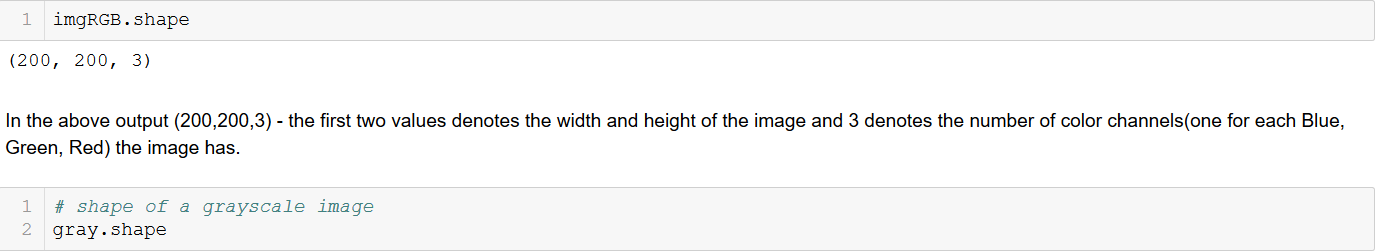 1 imgRGB.shape
(200, 200, 3)
In the above output (200,200,3) - the first two values denotes the width and height of the image and 3 denotes the number of color channels(one for each Blue,
Green, Red) the image has.
1 # shape of a grayscale image
2 gray.shape